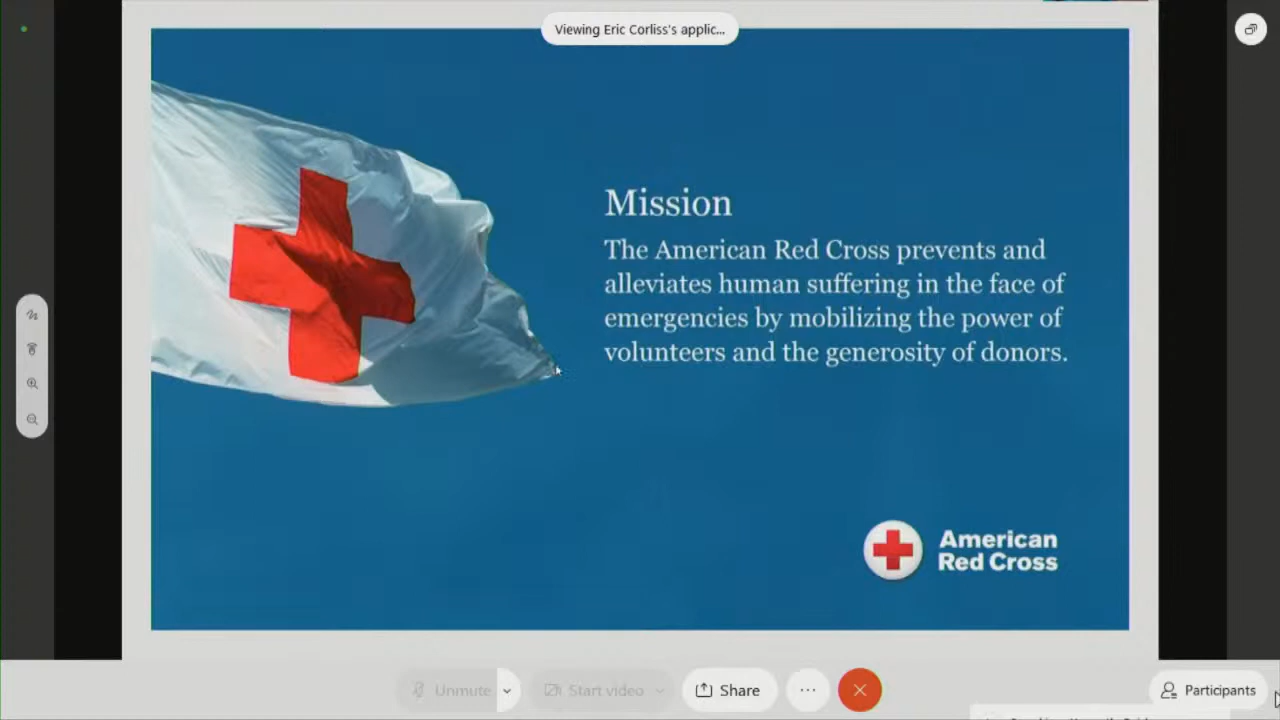 Viewing Eric Corliss's applic...
Mission
The American Red Cross prevents and
alleviates human suffering in the face of
emergencies by mobilizing the power of
volunteers and the generosity of donors.
American
Red Cross
Unmute
Start video
Share
Participants